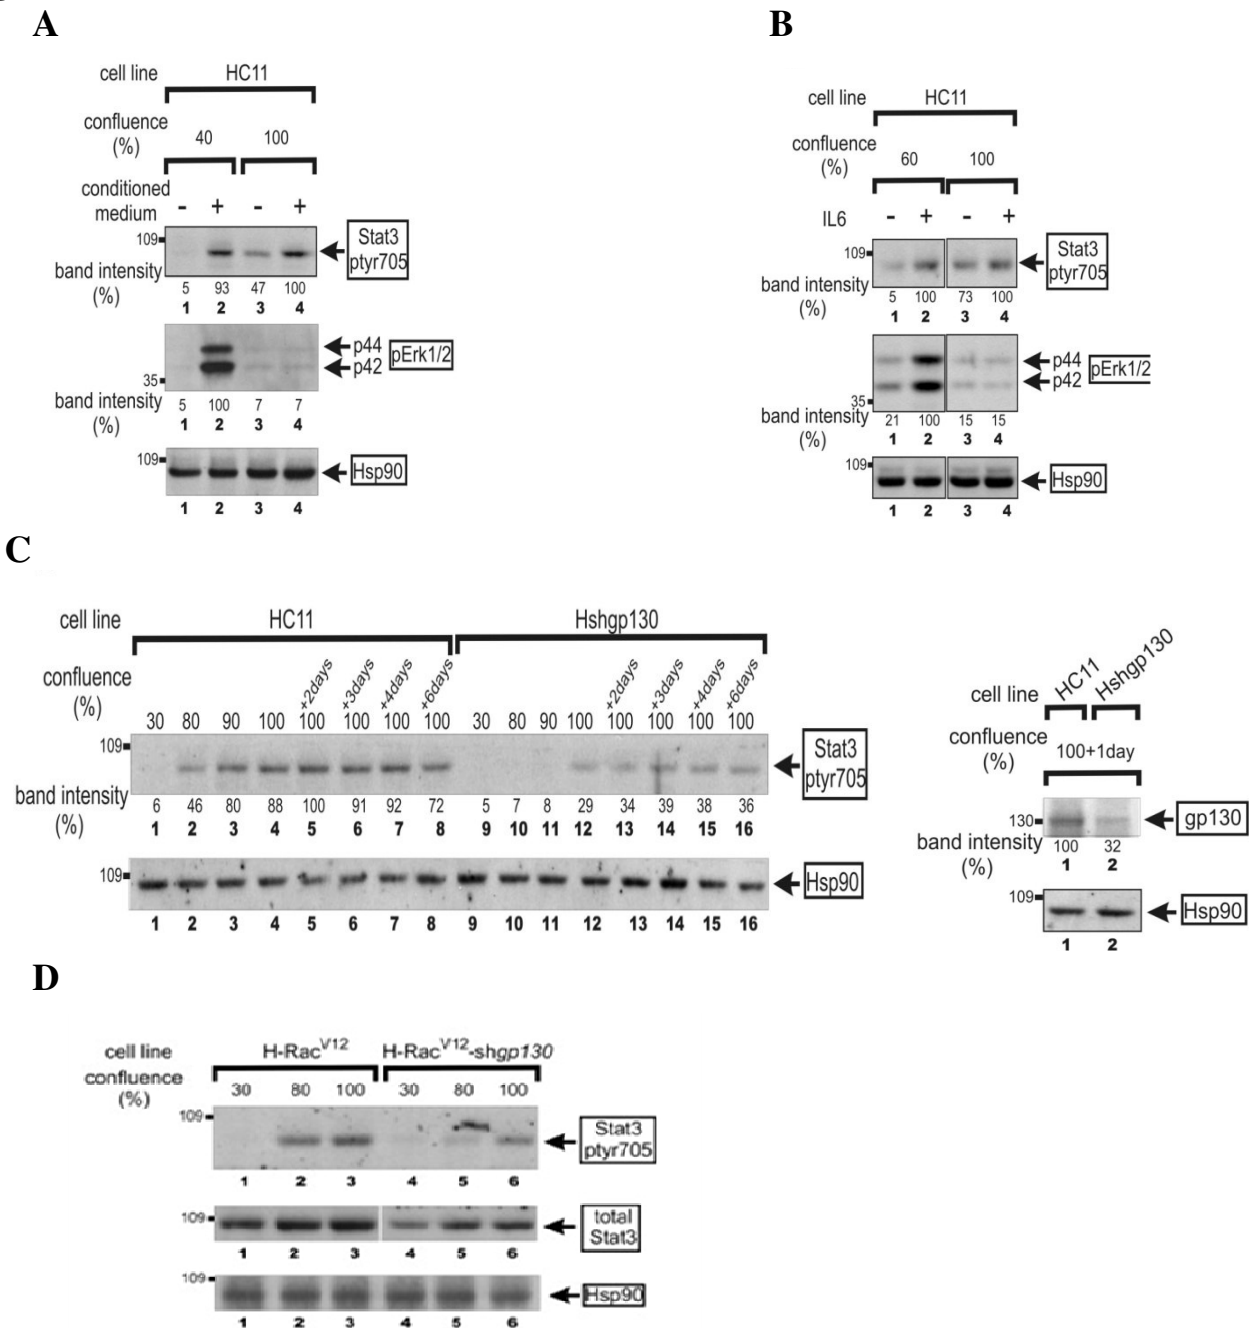 A
cell line HC11
confluence (%) 40 100
conditioned medium - + - +
109
Stat3 ptyr705
band intensity (%) 5 93 47 100
1 2 3 4
p44
p42
pErk1/2
35
band intensity (%) 5 100 7 7
1 2 3 4
109
Hsp90
1 2 3 4
B
cell line HC11
confluence (%) 60 100
IL6 - + - +
109
Stat3 ptyr705
band intensity (%) 5 100 73 100
1 2 3 4
p44
p42
pErk1/2
35
band intensity (%) 21 100 15 15
1 2 3 4
109
Hsp90
1 2 3 4
C
cell line HC11 Hshgp130
+2days +3days +4days +6days +2days +3days +4days +6days
confluence (%) 30 80 90 100 100 100 100 100 30 80 90 100 100 100 100 100
109
Stat3 ptyr705
band intensity (%) 6 46 80 88 100 91 92 72 5 7 8 29 34 39 38 36
1 2 3 4 5 6 7 8 9 10 11 12 13 14 15 16
109
Hsp90
1 2 3 4 5 6 7 8 9 10 11 12 13 14 15 16
cell line HC11 Hshgp130
confluence (%) 100+1day
130
gp130
band intensity (%) 100 32
1 2
109
Hsp90
1 2
D
cell line H-RacV12 H-RacV12-shgp130
confluence (%) 30 80 100 30 80 100
109
Stat3 ptyr705
1 2 3 4 5 6
109
total Stat3
1 2 3 4 5 6
109
Hsp90
1 2 3 4 5 6